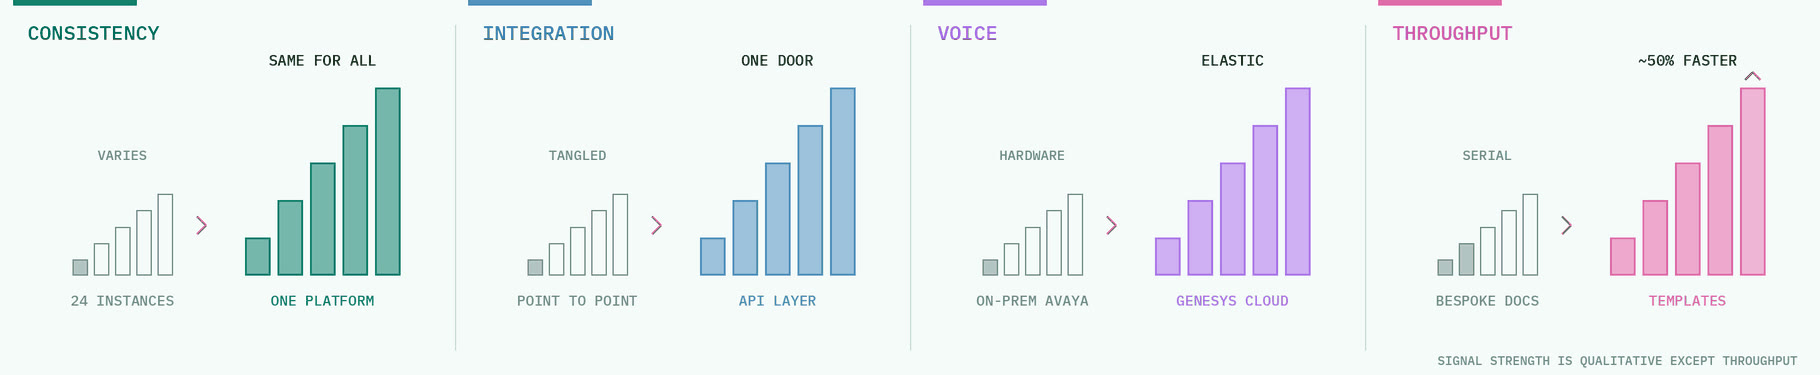 CONSISTENCY
SAME FOR ALL
VARIES
24 INSTANCES
ONE PLATFORM
INTEGRATION
ONE DOOR
TANGLED
POINT TO POINT
API LAYER
VOICE
ELASTIC
HARDWARE
ON-PREM AVAYA
GENESYS CLOUD
THROUGHPUT
~50% FASTER
SERIAL
BESPOKE DOCS
TEMPLATES
SIGNAL STRENGTH IS QUALITATIVE EXCEPT THROUGHPUT